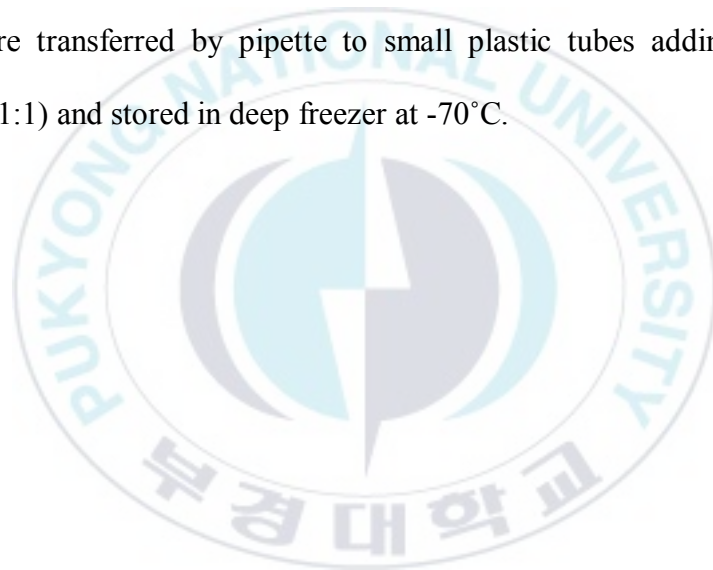 re transferred by pipette to small plastic tubes addin
1:1) and stored in deep freezer at -70˚C.
PUKYONG NATIONAL UNIVERSITY
부경대학교